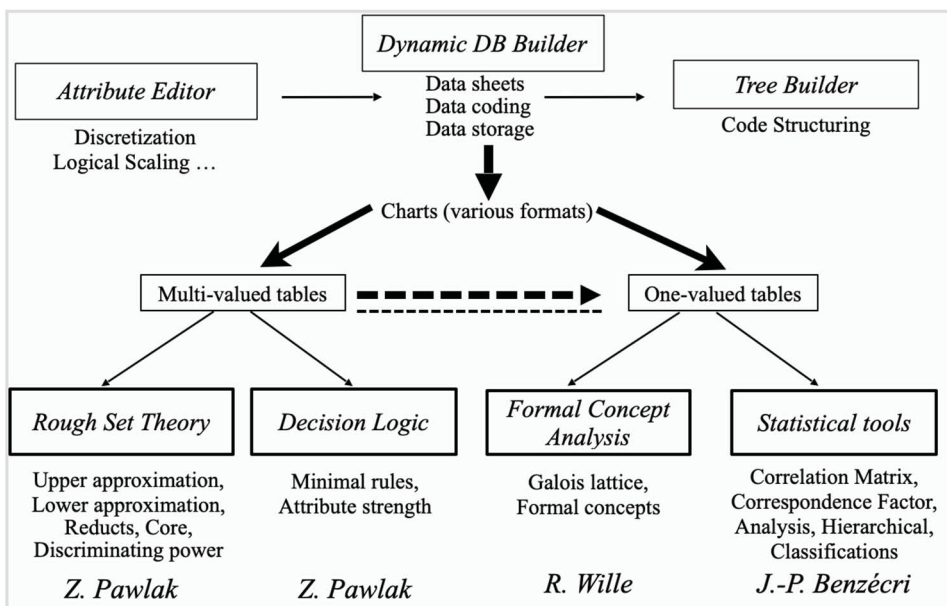 Dynamic DB Builder
Attribute Editor
Tree Builder
Data sheets
Data coding
Data storage
Discretization
Logical Scaling …
Code Structuring
Charts (various formats)
Multi-valued tables
One-valued tables
Rough Set Theory
Decision Logic
Formal Concept
Analysis
Statistical tools
Upper approximation,
Lower approximation,
Reducts, Core,
Discriminating power
Minimal rules,
Attribute strength
Galois lattice,
Formal concepts
Correlation Matrix,
Correspondence Factor,
Analysis, Hierarchical,
Classifications
Z. Pawlak
Z. Pawlak
R. Wille
J.-P. Benzécri